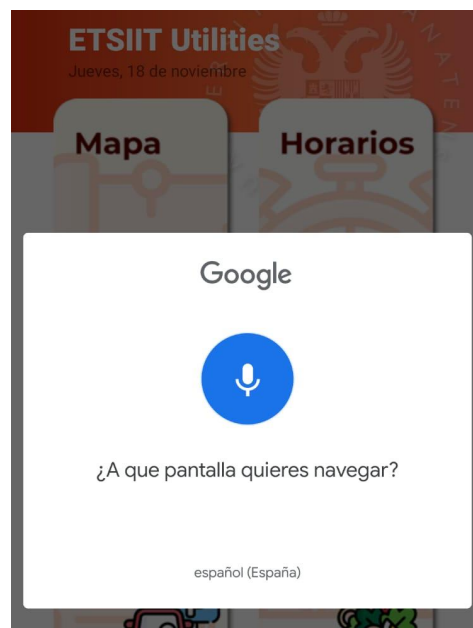 ETSIIT Utilities
Jueves, 18 de noviembre
Mapa
Horarios
Google
¿A que pantalla quieres navegar?
español (España)